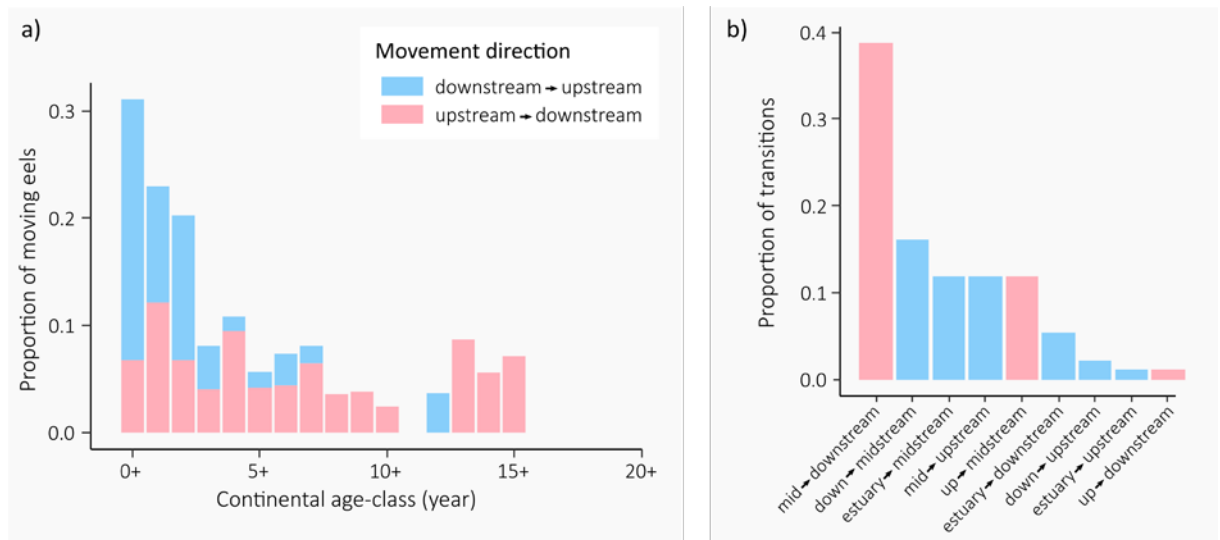 a)
Movement direction
downstream→upstream
upstream→downstream
Proportion of moving eels
0.3
0.2
0.1
0.0
0+
5+
10+
15+
20+
Continental age-class (year)
b)
Proportion of transitions
0.4
0.3
0.2
0.1
0.0
mid→downstream
down→midstream
estuary→midstream
mid→upstream
up→midstream
estuary→downstream
down→upstream
estuary→upstream
up→downstream